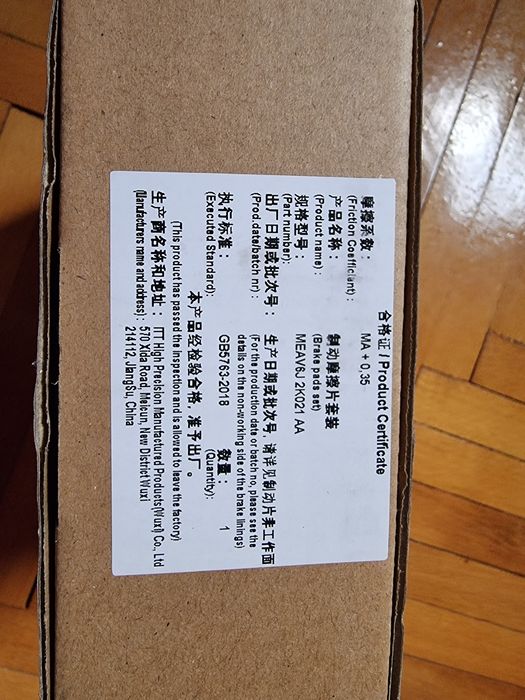 合格证 / Product Certificate
摩擦系数： MA + 0,35
(Friction Coefficient) :
产品名称： 制动摩擦片套装
(Product name) : (Brake pads set)
规格型号： MEAV6J 2K021 AA
(Part number):
出厂日期或批次号： 生产日期或批次号, 请详见制动片非工作面
(Prod.date/batch nr) : (For the production date or batch no, please see the
details on the non-working side of the brake linings)
执行标准： GB5763-2018 数量： 1
(Executed Standard): (Quantity):
本产品经检验合格, 准予出厂。
(This product has passed the inspection and is allowed to leave the factory)
生产商名称和地址： ITT High Precision Manufactured Products(Wuxi) Co., Ltd
(Manufacturers name and address): 570 Xida Road, Meicun, New District Wuxi
214112, JiangSu, China